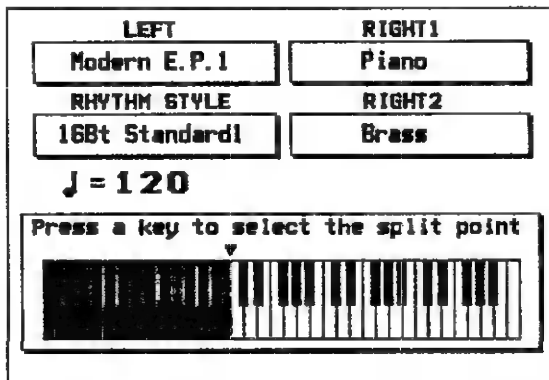 LEFT RIGHT1
Modern E.P.1 Piano
RHYTHM STYLE RIGHT2
16Bt Standard1 Brass
♩=120
Press a key to select the split point